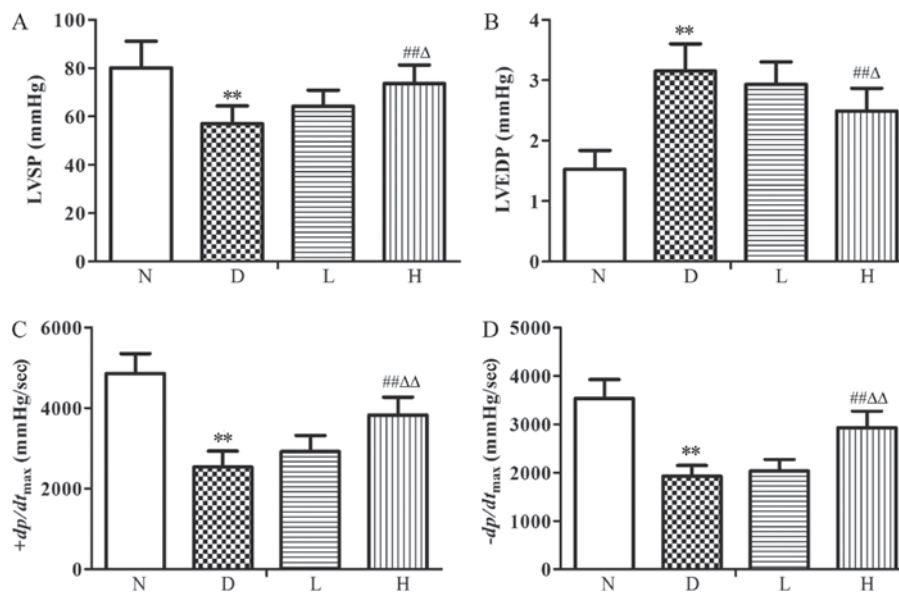 A
LVSP (mmHg)
100
80
60
40
20
0
**
##Δ
N D L H
B
LVEDP (mmHg)
4
3
2
1
0
**
##Δ
N D L H
C
+dp/dtmax (mmHg/sec)
6000
4000
2000
0
**
##ΔΔ
N D L H
D
-dp/dtmax (mmHg/sec)
5000
4000
3000
2000
1000
0
**
##ΔΔ
N D L H